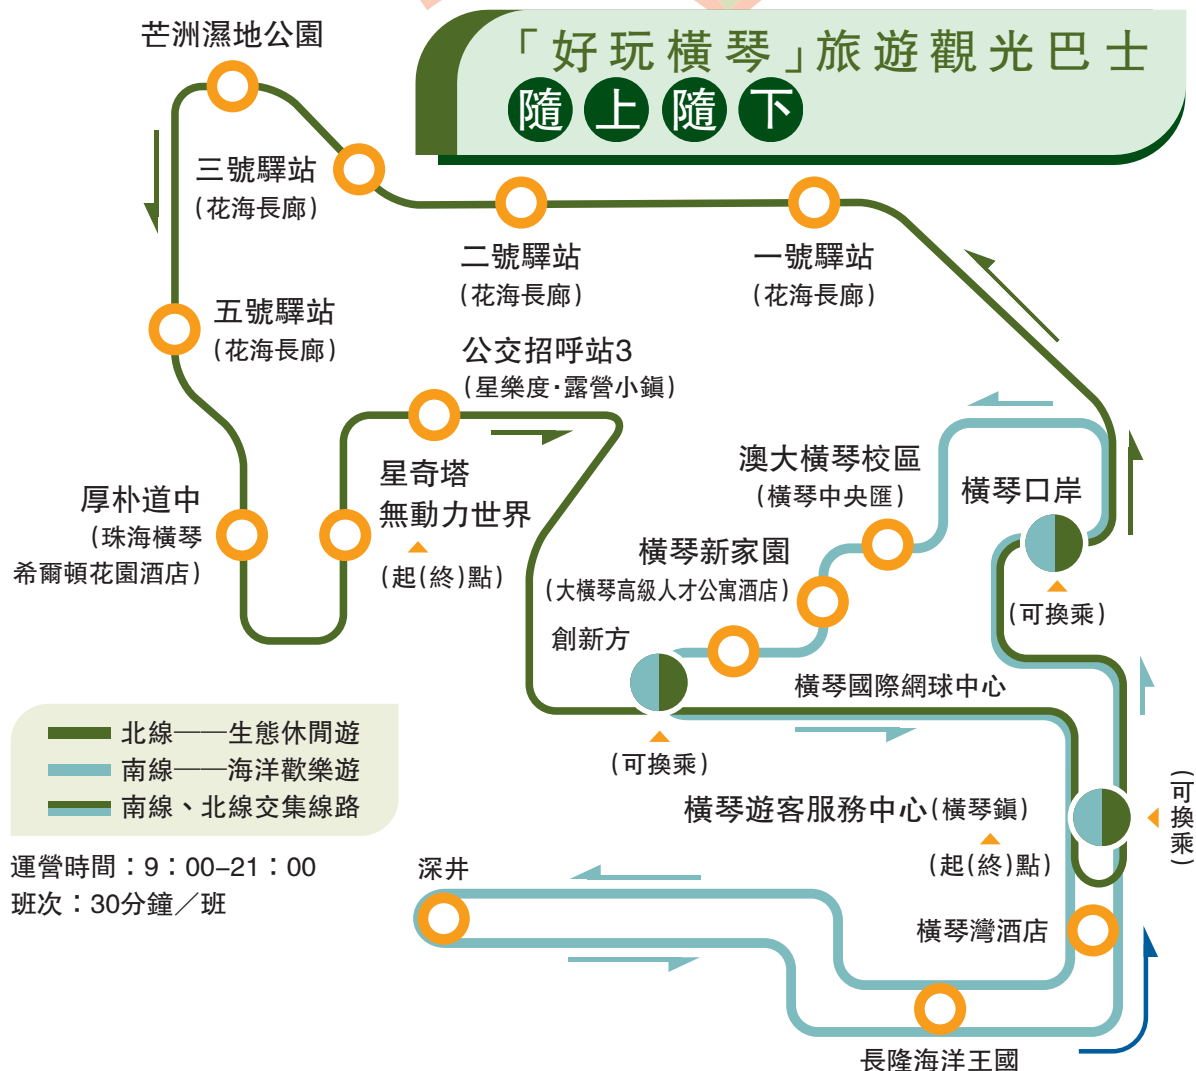 「好玩橫琴」旅遊觀光巴士
隨上隨下
芒洲濕地公園
三號驛站
(花海長廊)
二號驛站
(花海長廊)
一號驛站
(花海長廊)
五號驛站
(花海長廊)
公交招呼站3
(星樂度·露營小鎮)
星奇塔
無動力世界
(起(終)點)
厚朴道中
(珠海橫琴
希爾頓花園酒店)
澳大橫琴校區
(橫琴中央匯)
橫琴口岸
(可換乘)
橫琴新家園
(大橫琴高級人才公寓酒店)
創新方
(可換乘)
橫琴國際網球中心
橫琴遊客服務中心(橫琴鎮)
(起(終)點)
(可換乘)
橫琴灣酒店
深井
長隆海洋王國
北線——生態休閒遊
南線——海洋歡樂遊
南線、北線交集線路
運營時間：9：00–21：00
班次：30分鐘／班